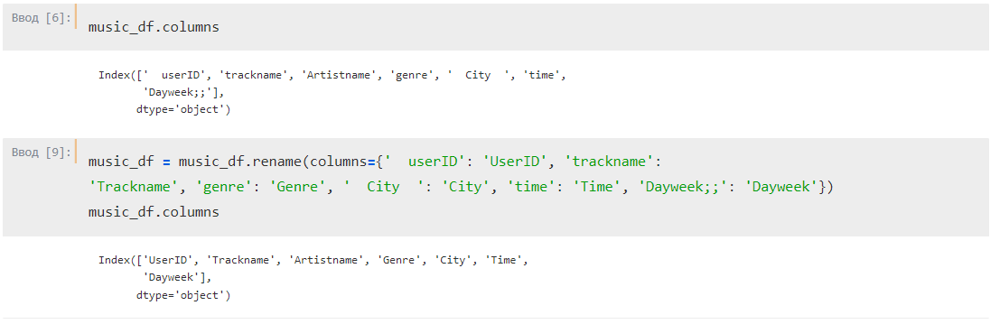 Ввод [6]:
music_df.columns
Index(['  userID', 'trackname', 'Artistname', 'genre', '  City  ', 'time',
       'Dayweek;;'],
      dtype='object')
Ввод [9]:
music_df = music_df.rename(columns={'  userID': 'UserID', 'trackname':
'Trackname', 'genre': 'Genre', '  City  ': 'City', 'time': 'Time', 'Dayweek;;': 'Dayweek'})
music_df.columns
Index(['UserID', 'Trackname', 'Artistname', 'Genre', 'City', 'Time',
       'Dayweek'],
      dtype='object')